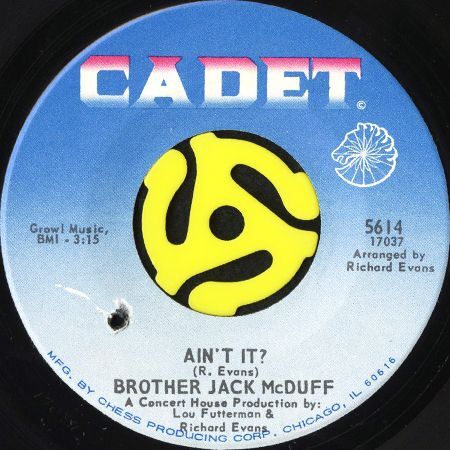 CADET
©
Growl Music,
BMI - 3:15
5614
17037
Arranged by
Richard Evans
AIN'T IT?
(R. Evans)
BROTHER JACK McDUFF
A Concert House Production by:
Lou Futterman &
Richard Evans
MFG. BY CHESS PRODUCING CORP. CHICAGO, IL 60616